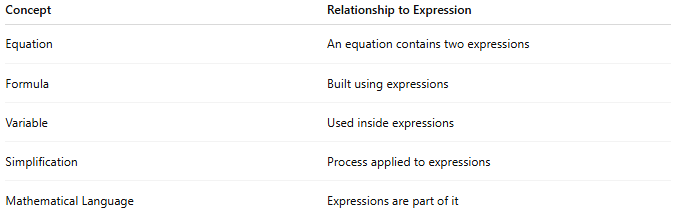 Concept Relationship to Expression
Equation An equation contains two expressions
Formula Built using expressions
Variable Used inside expressions
Simplification Process applied to expressions
Mathematical Language Expressions are part of it